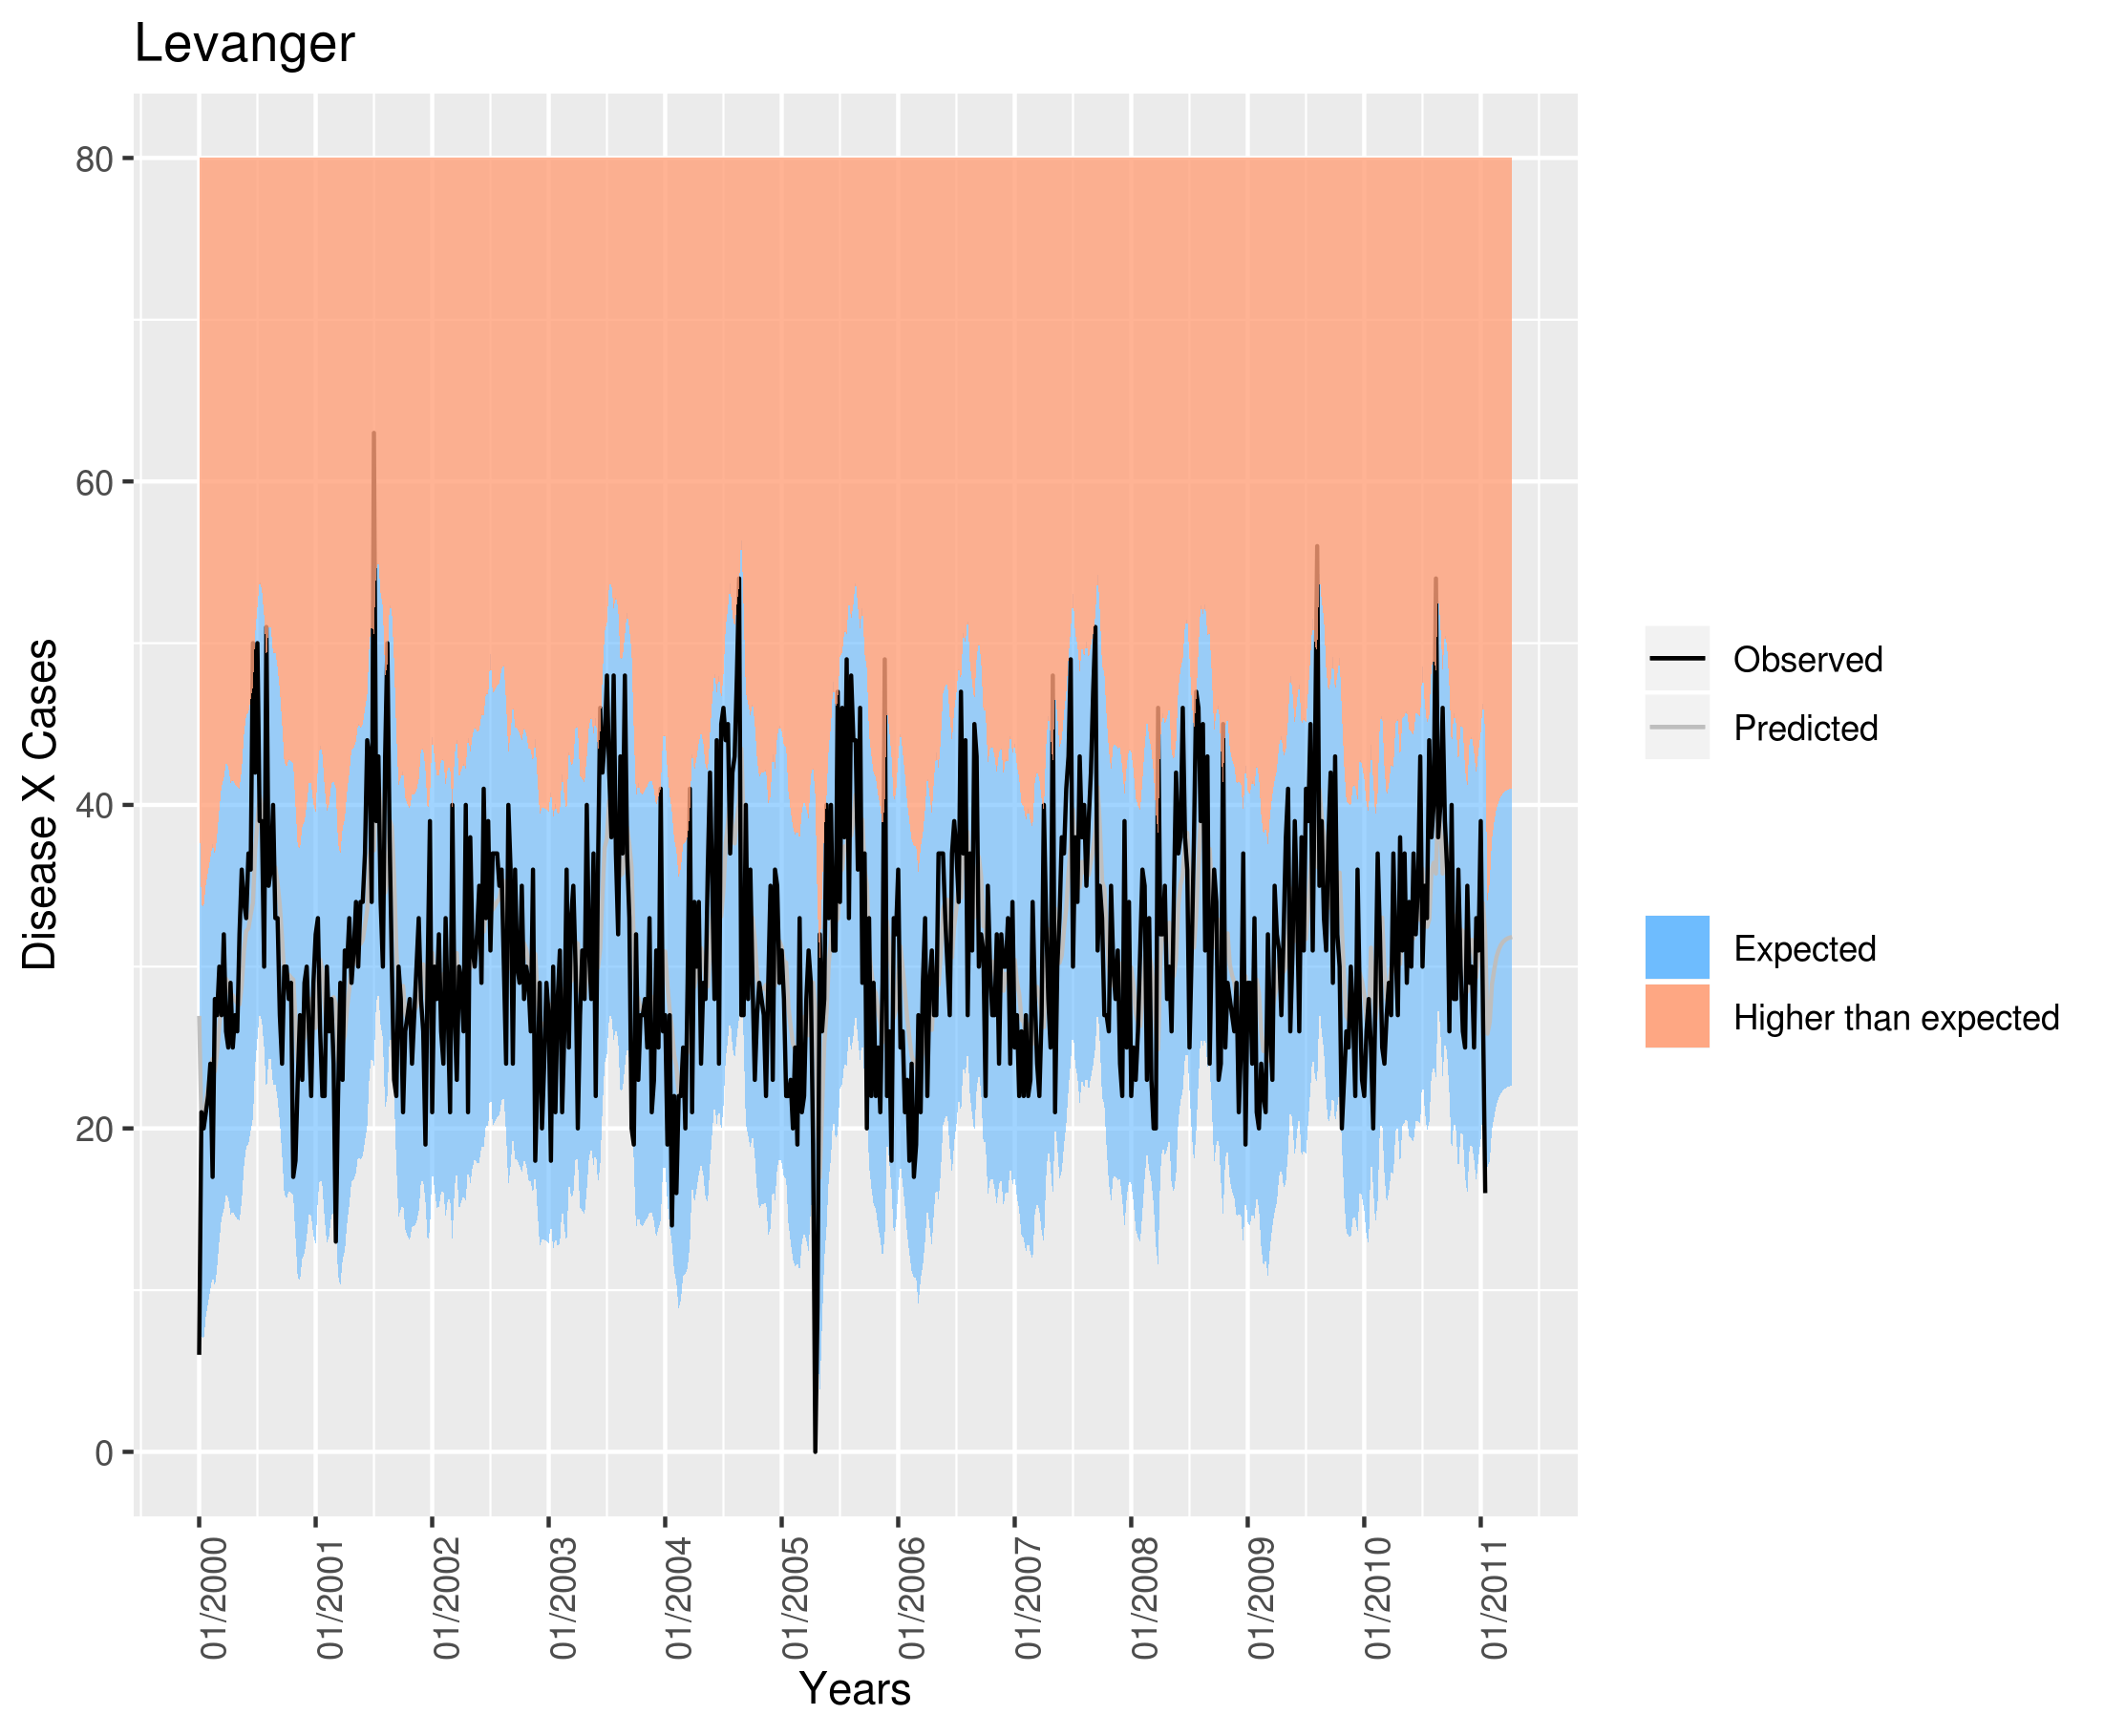 Levanger
Disease X Cases
80
60
40
20
0
01/2000
01/2001
01/2002
01/2003
01/2004
01/2005
01/2006
01/2007
01/2008
01/2009
01/2010
01/2011
Years
Observed
Predicted
Expected
Higher than expected